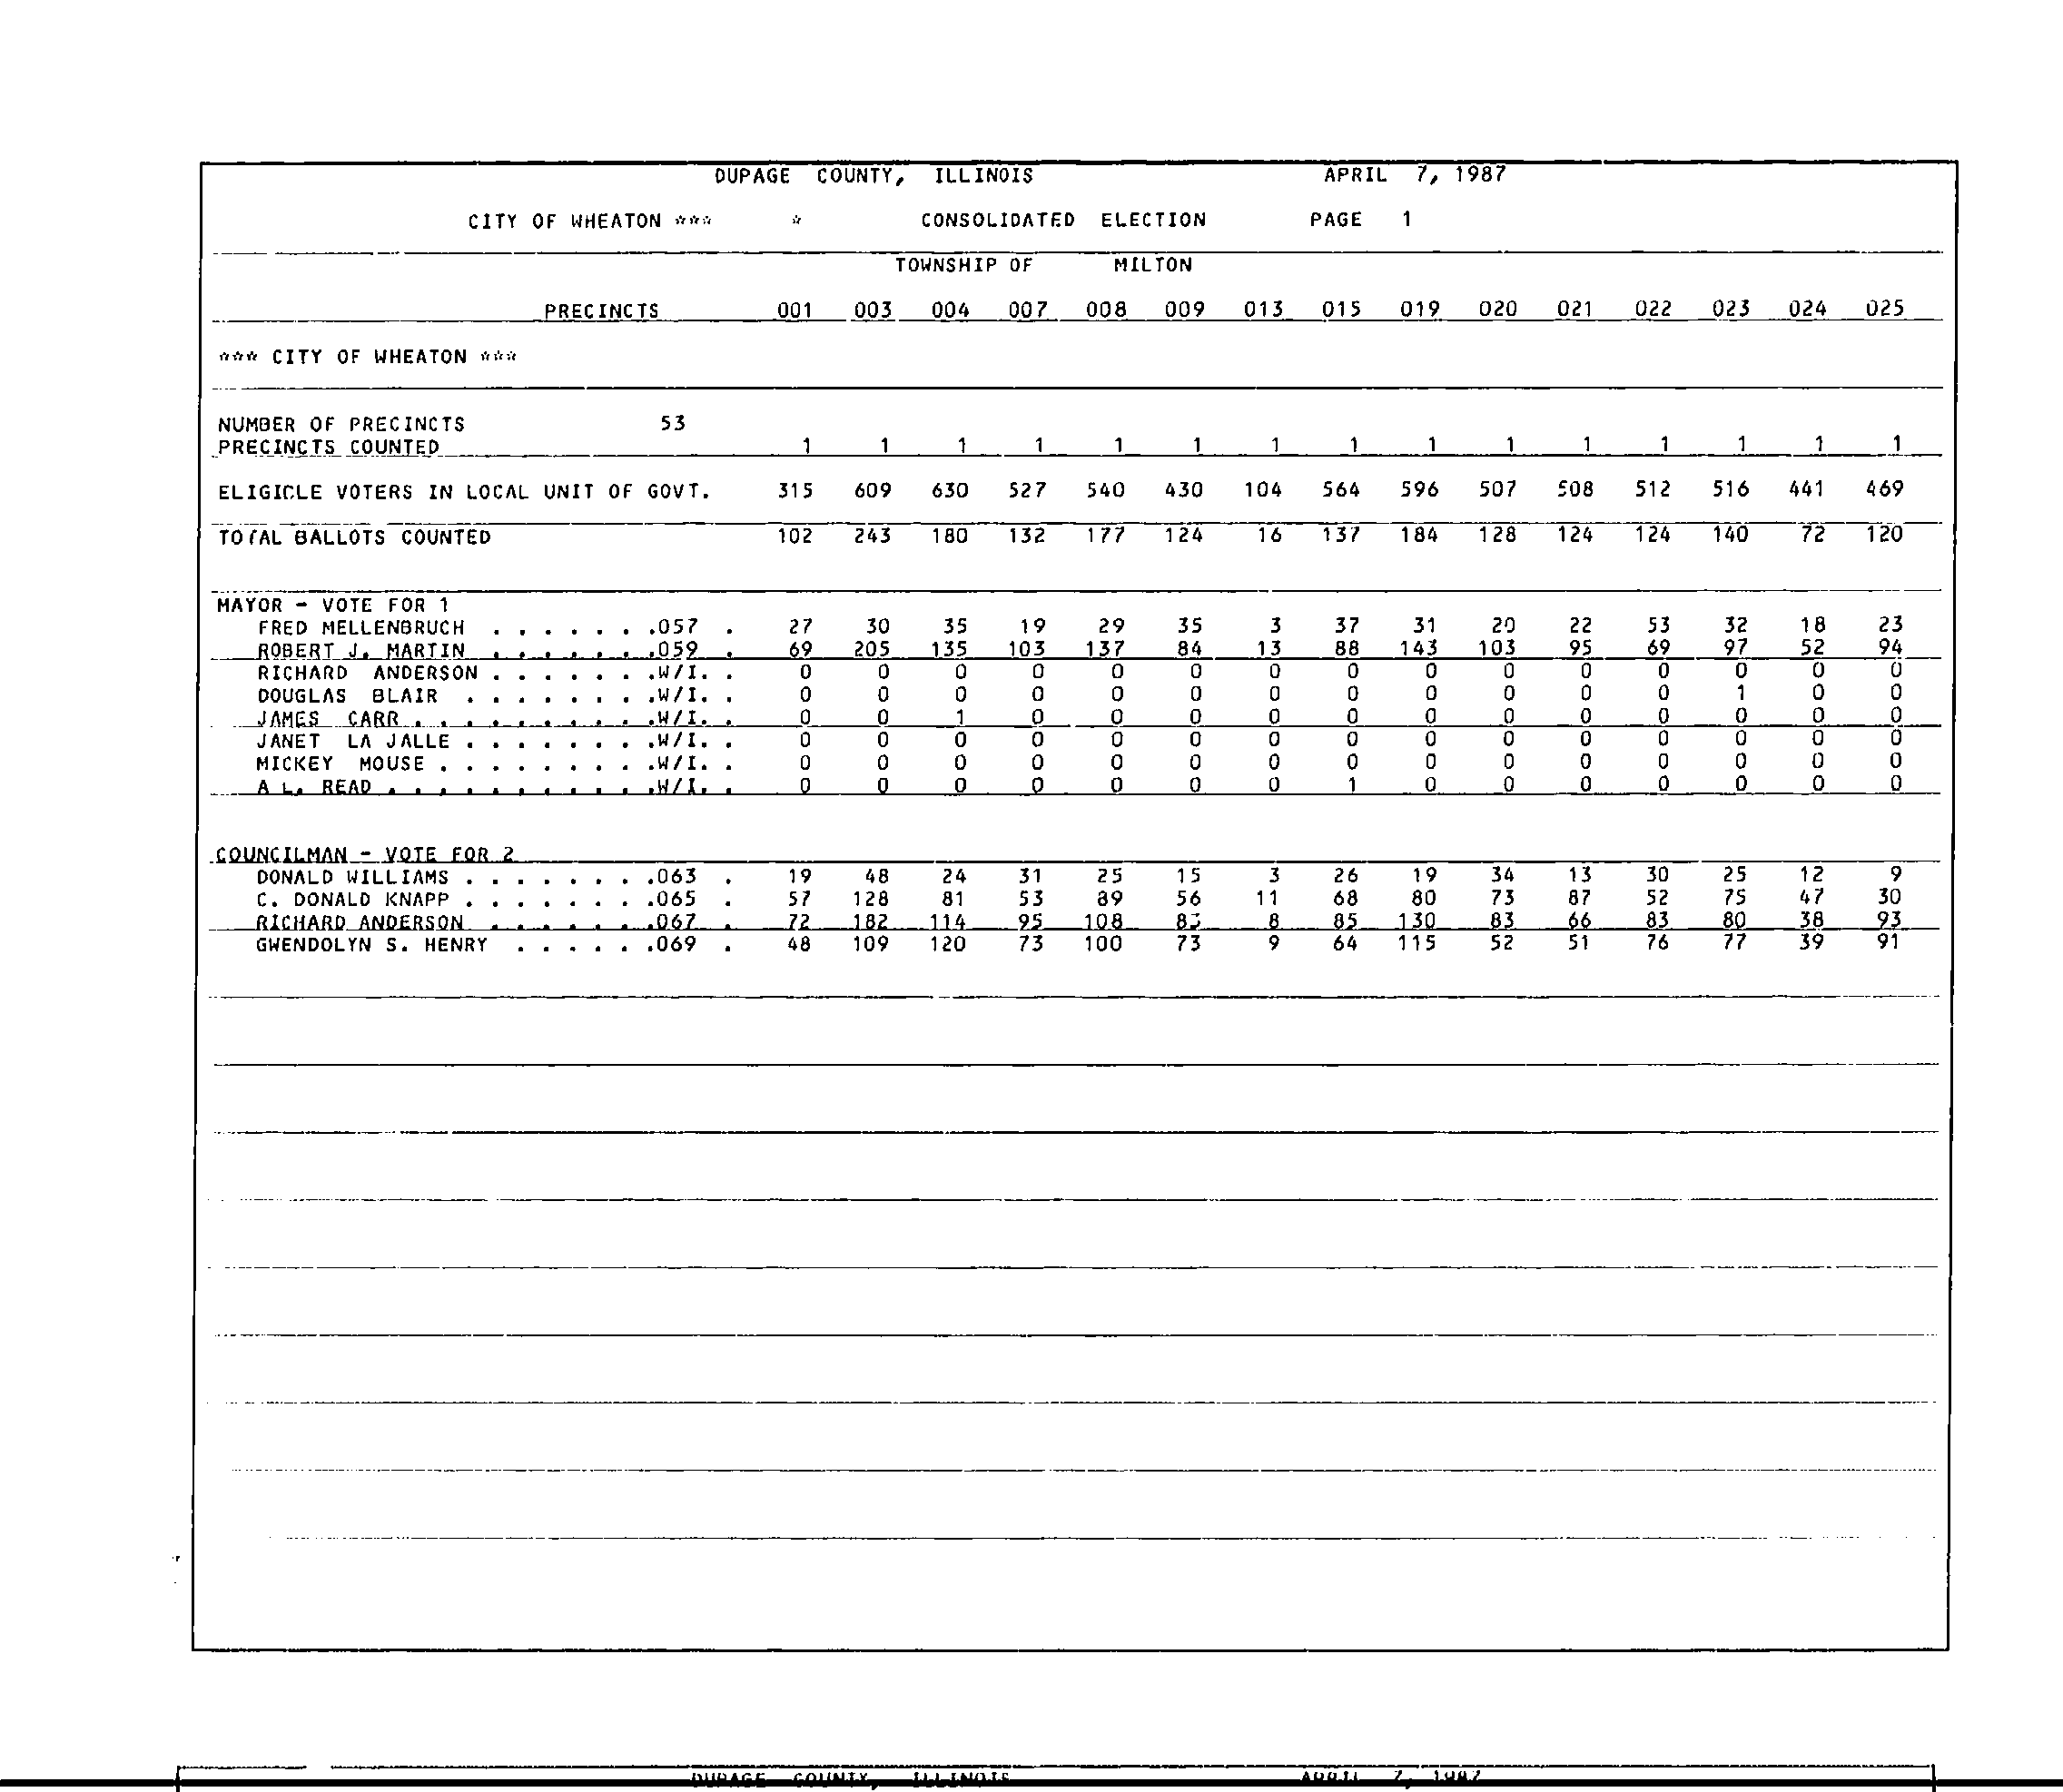 DUPAGE COUNTY, ILLINOIS APRIL 7, 1987
CITY OF WHEATON *** * CONSOLIDATED ELECTION PAGE 1
TOWNSHIP OF MILTON
PRECINCTS 001 003 004 007 008 009 013 015 019 020 021 022 023 024 025
*** CITY OF WHEATON ***
NUMBER OF PRECINCTS 53
PRECINCTS COUNTED 1 1 1 1 1 1 1 1 1 1 1 1 1 1 1
ELIGICLE VOTERS IN LOCAL UNIT OF GOVT. 315 609 630 527 540 430 104 564 596 507 508 512 516 441 469
TOTAL BALLOTS COUNTED 102 243 180 132 177 124 16 137 184 128 124 124 140 72 120
MAYOR - VOTE FOR 1
FRED MELLENBRUCH . . . . . . .057 . 27 30 35 19 29 35 3 37 31 20 22 53 32 18 23
ROBERT J. MARTIN . . . . . . .059 . 69 205 135 103 137 84 13 88 143 103 95 69 97 52 94
RICHARD ANDERSON . . . . . . .W/I. . 0 0 0 0 0 0 0 0 0 0 0 0 0 0 0
DOUGLAS BLAIR . . . . . . . .W/I. . 0 0 0 0 0 0 0 0 0 0 0 0 1 0 0
JAMES CARR . . . . . . . . . .W/I. . 0 0 1 0 0 0 0 0 0 0 0 0 0 0 0
JANET LA JALLE . . . . . . . .W/I. . 0 0 0 0 0 0 0 0 0 0 0 0 0 0 0
MICKEY MOUSE . . . . . . . . .W/I. . 0 0 0 0 0 0 0 0 0 0 0 0 0 0 0
A L. READ . . . . . . . . . . .W/I. . 0 0 0 0 0 0 0 1 0 0 0 0 0 0 0
COUNCILMAN - VOTE FOR 2
DONALD WILLIAMS . . . . . . . .063 . 19 48 24 31 25 15 3 26 19 34 13 30 25 12 9
C. DONALD KNAPP . . . . . . . .065 . 57 128 81 53 89 56 11 68 80 73 87 52 75 47 30
RICHARD ANDERSON . . . . . . .067 . 72 182 114 95 108 8 85 130 83 66 83 80 38 93
GWENDOLYN S. HENRY . . . . . .069 . 48 109 120 73 100 73 9 64 115 52 51 76 77 39 91
DUPAGE COUNTY, ILLINOIS APRIL 7, 1987